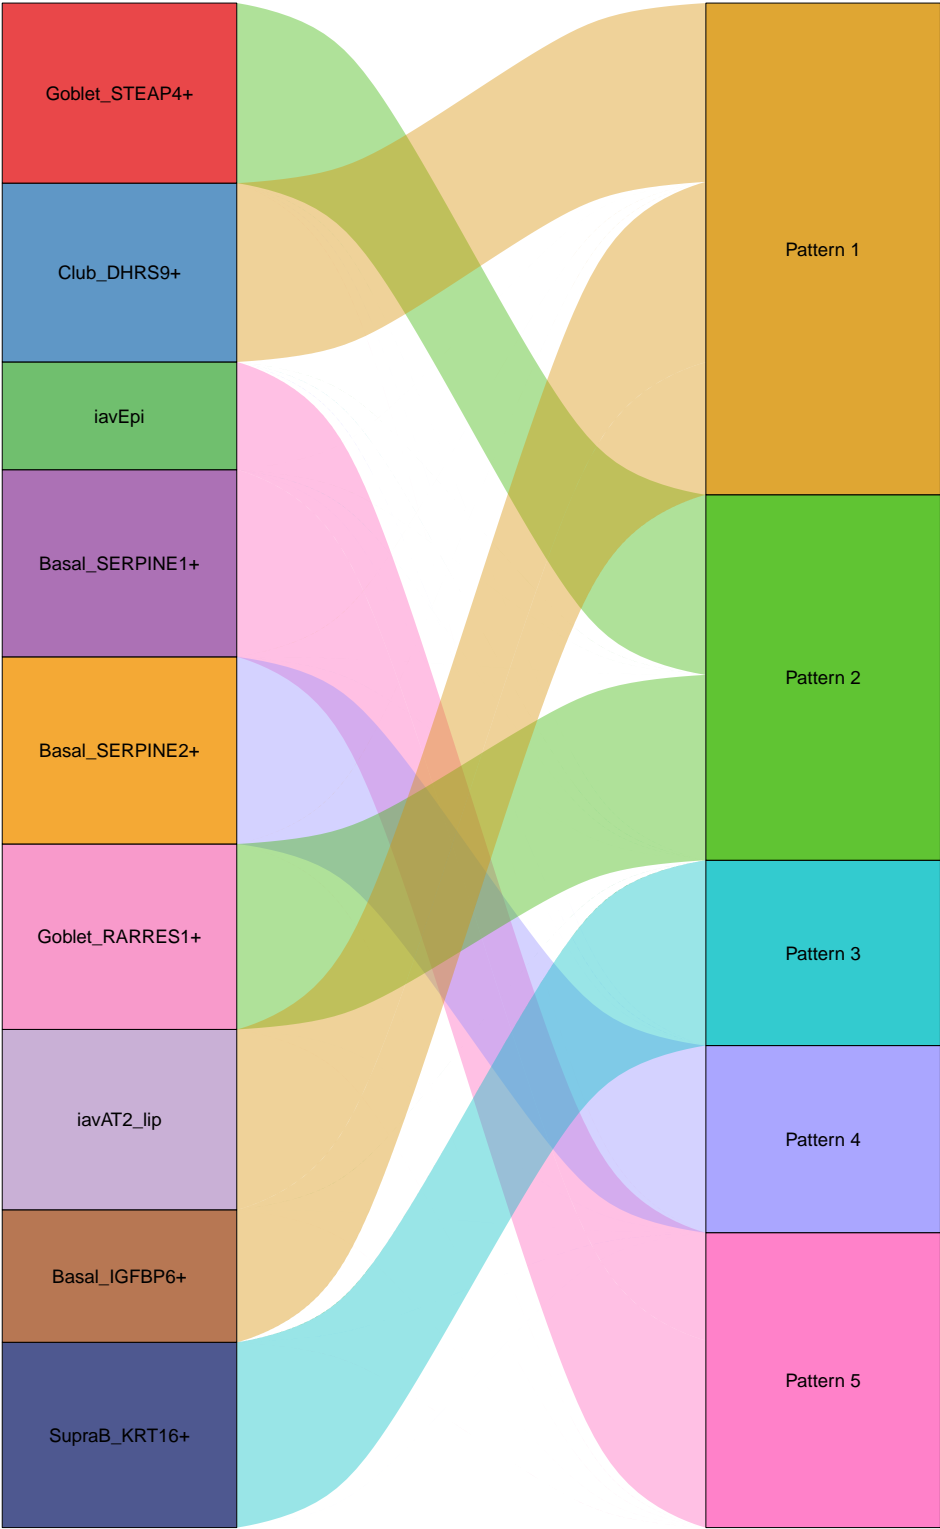 Goblet_STEAP4+
Club_DHRS9+
iavEpi
Basal_SERPINE1+
Basal_SERPINE2+
Goblet_RARRES1+
iavAT2_lip
Basal_IGFBP6+
SupraB_KRT16+
Pattern 1
Pattern 2
Pattern 3
Pattern 4
Pattern 5